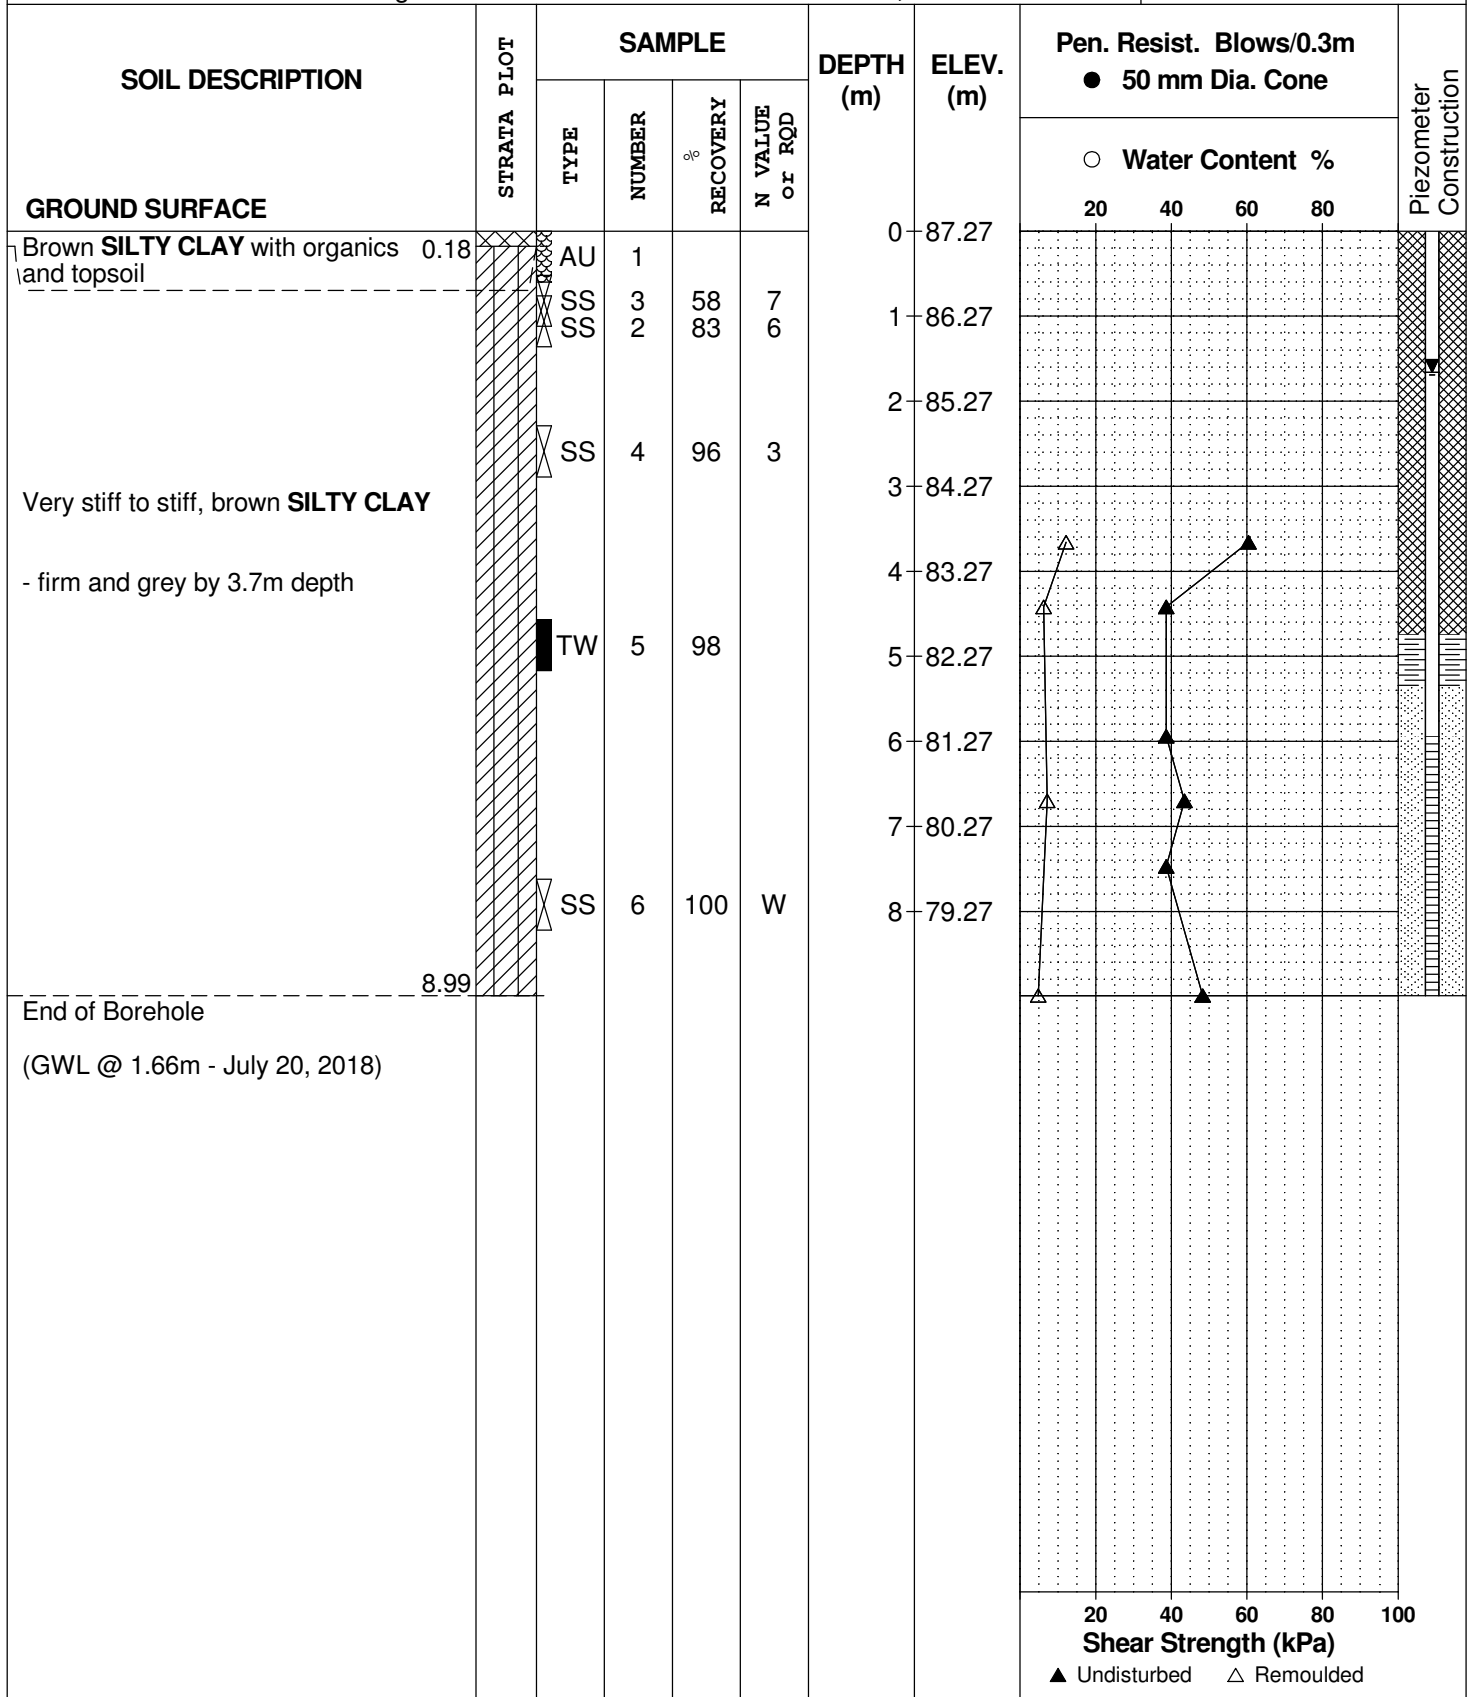 SOIL DESCRIPTION
GROUND SURFACE
STRATA PLOT
SAMPLE
TYPE
NUMBER
% RECOVERY
N VALUE or RQD
DEPTH (m)
ELEV. (m)
Pen. Resist. Blows/0.3m
● 50 mm Dia. Cone
○ Water Content %
20 40 60 80
Piezometer Construction
Brown SILTY CLAY with organics 0.18
and topsoil
0 87.27
AU 1
SS 3 58 7
1 86.27
SS 2 83 6
2 85.27
SS 4 96 3
3 84.27
Very stiff to stiff, brown SILTY CLAY
4 83.27
- firm and grey by 3.7m depth
TW 5 98
5 82.27
6 81.27
7 80.27
SS 6 100 W
8 79.27
8.99
End of Borehole
(GWL @ 1.66m - July 20, 2018)
20 40 60 80 100
Shear Strength (kPa)
▲ Undisturbed △ Remoulded